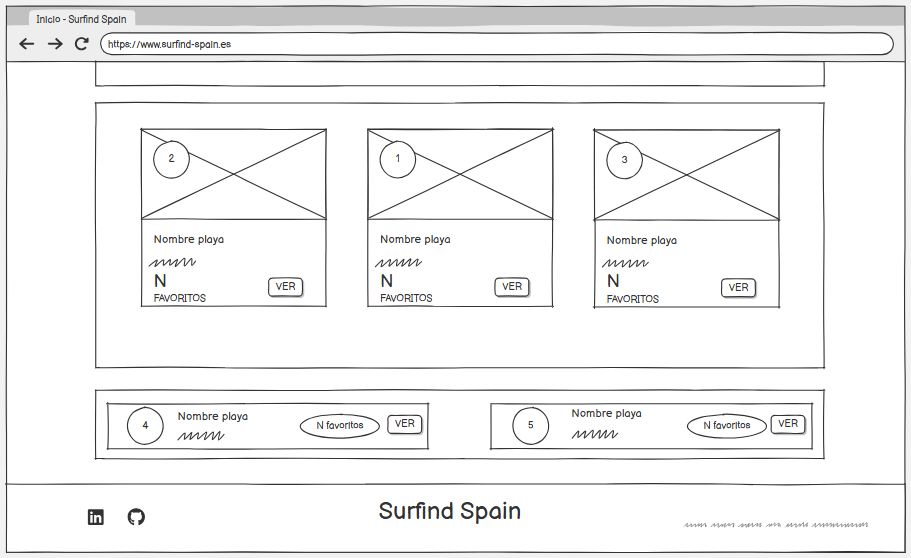 Inicio - Surfind Spain
https://www.surfind-spain.es
2
Nombre playa
N
FAVORITOS
VER
1
Nombre playa
N
FAVORITOS
VER
3
Nombre playa
N
FAVORITOS
VER
4
Nombre playa
N favoritos
VER
5
Nombre playa
N favoritos
VER
in
Surfind Spain